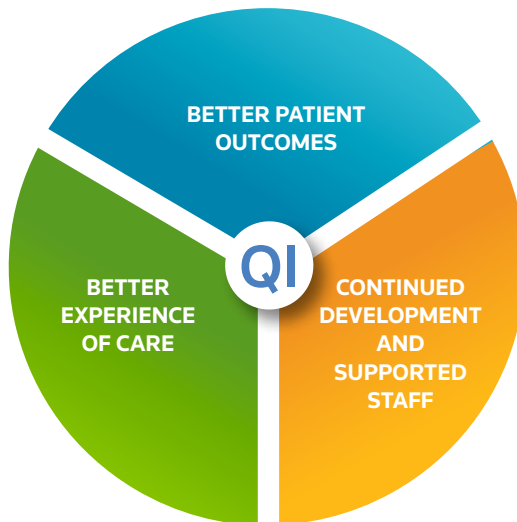 BETTER PATIENT
OUTCOMES
QI
BETTER
EXPERIENCE
OF CARE
CONTINUED
DEVELOPMENT
AND
SUPPORTED
STAFF